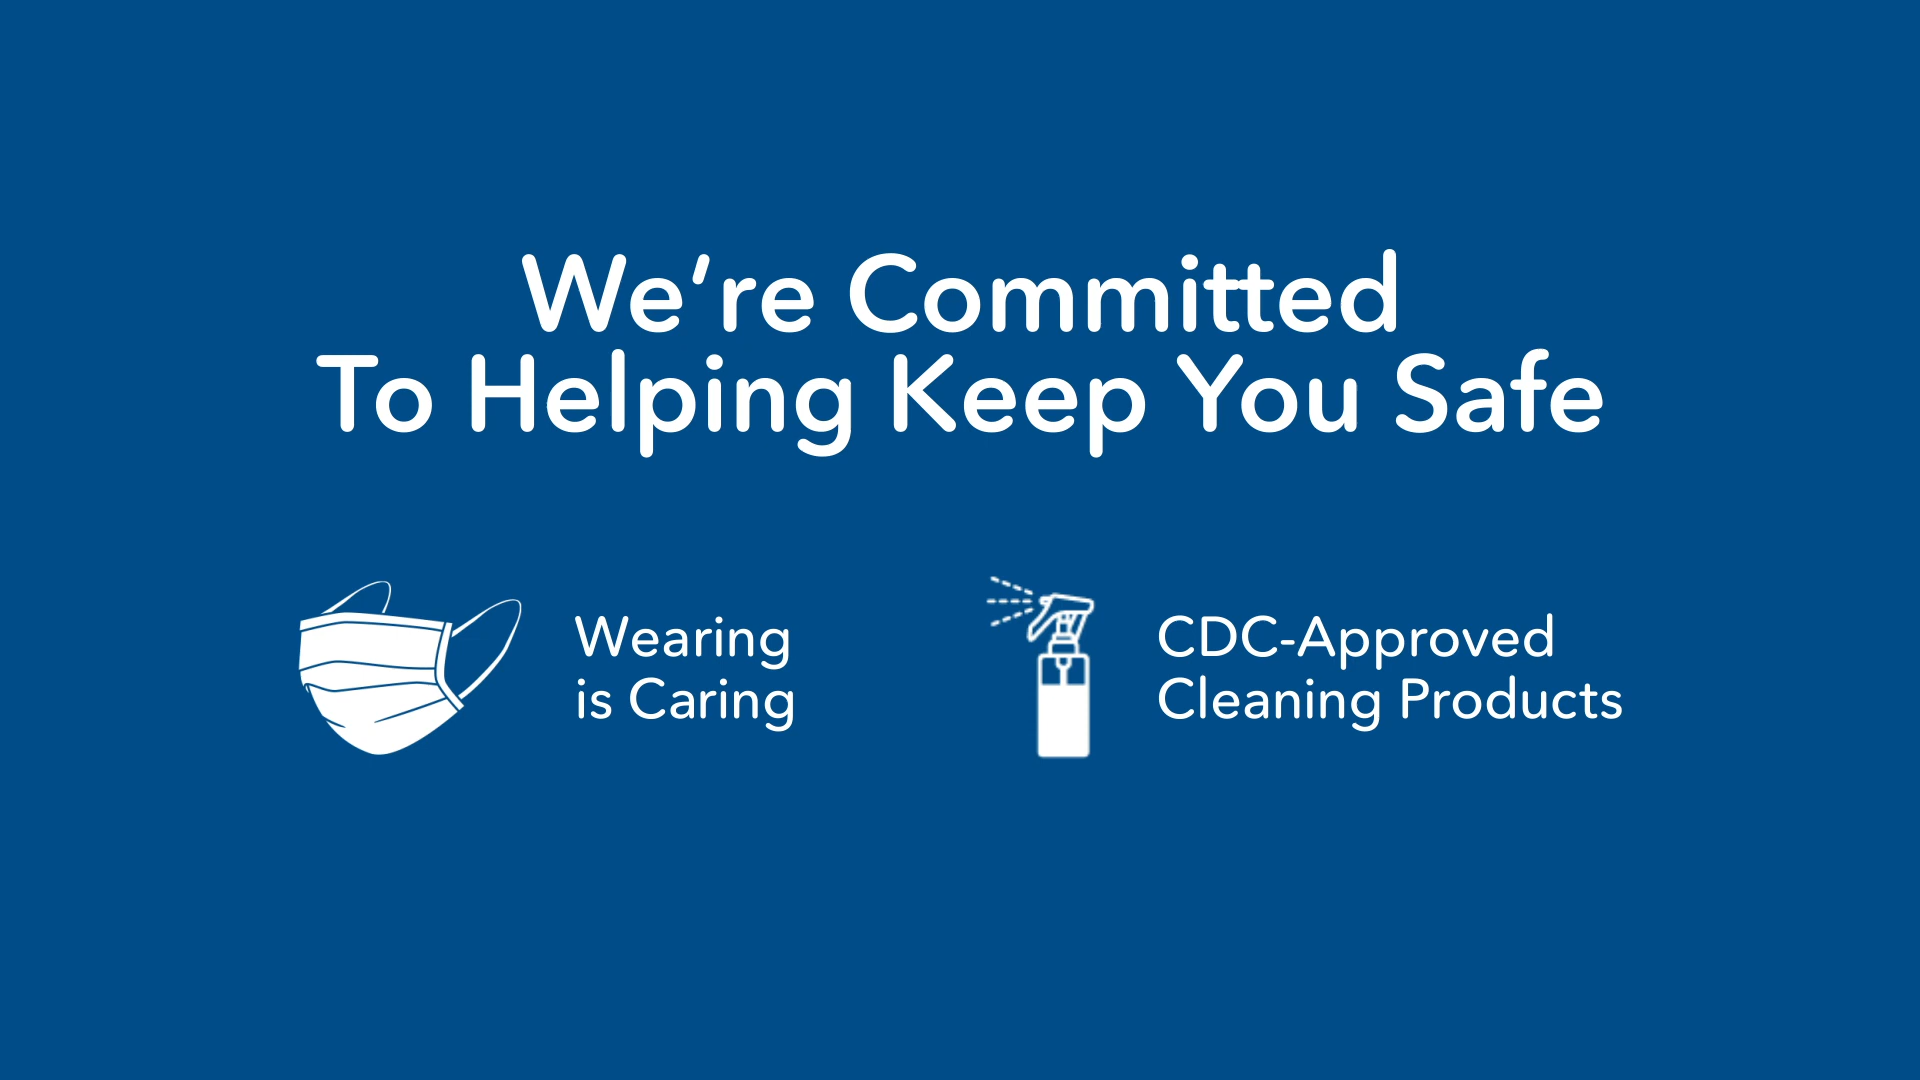 We're Committed
To Helping Keep You Safe
Wearing
is Caring
CDC-Approved
Cleaning Products